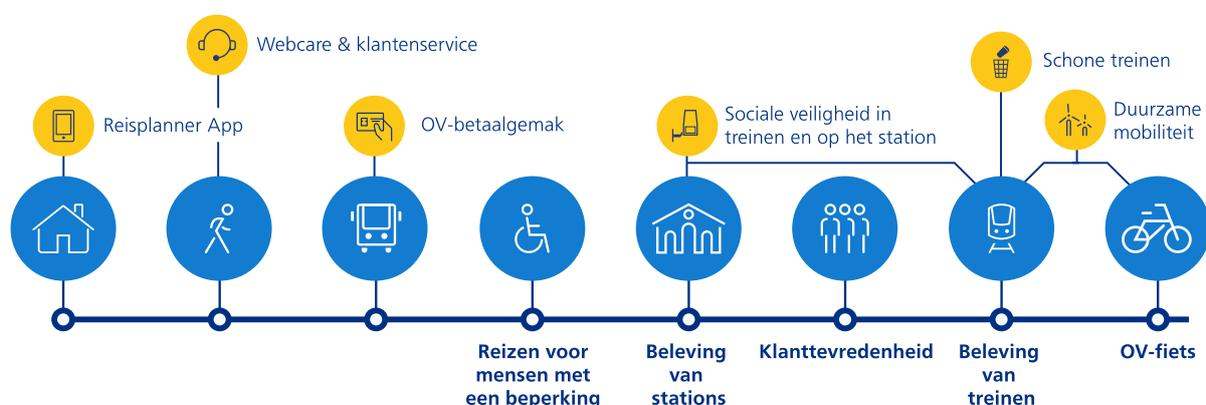 Webcare & klantenservice
Schone treinen
Reisplanner App
OV-betaalgemak
Sociale veiligheid in
treinen en op het station
Duurzame
mobiliteit
Reizen voor
mensen met
een beperking
Beleving
van
stations
Klanttevredenheid
Beleving
van
treinen
OV-fiets